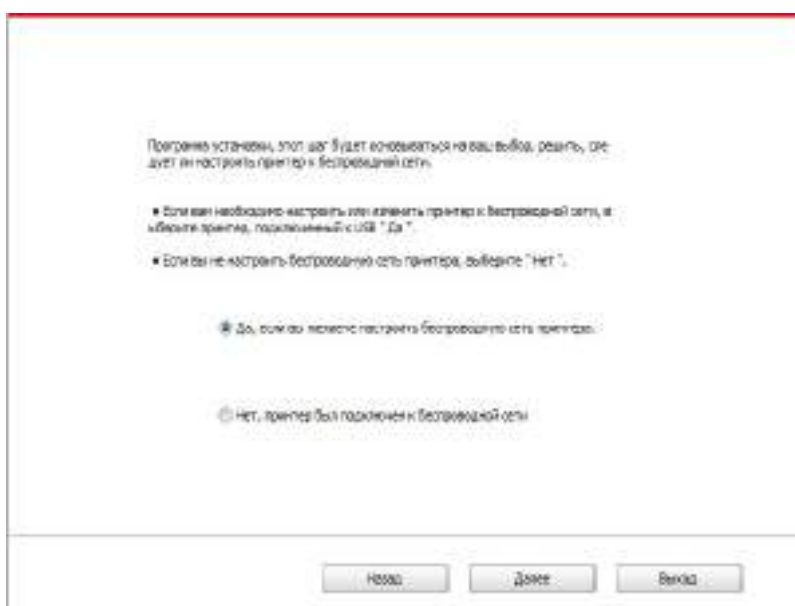 Программа установки, этот шаг будет основываться на ваш выбор, решить, сле
дует ли настроить принтер к беспроводной сети.
• Если вам необходимо настроить или изменить принтер к беспроводной сети, в
ыберите принтер, подключенный к USB " Да ".
• Если вы не настроить беспроводную сеть принтера, выберите " Нет ".
Да, если вы желаете настроить беспроводную сеть принтера.
Нет, принтер был подключен к беспроводной сети
Назад Далее Выход